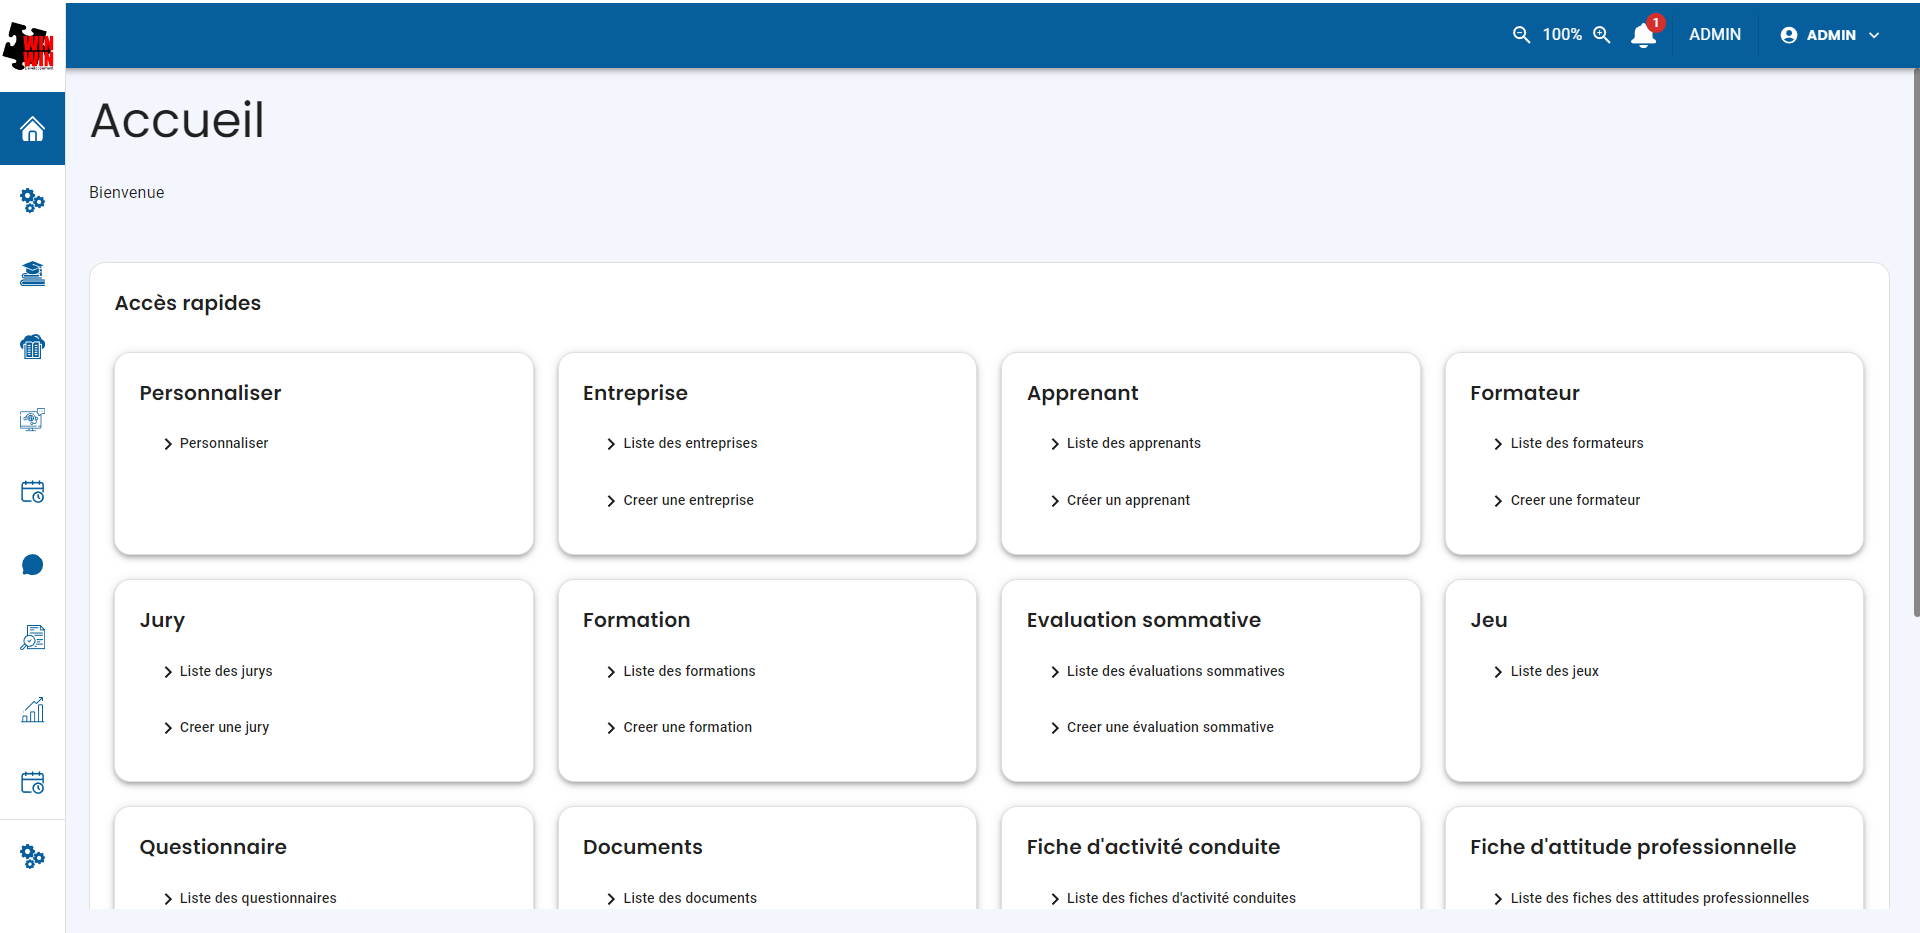 WIN
WIN
100%
1
ADMIN
ADMIN
Accueil
Bienvenue
Accès rapides
Personnaliser
Personnaliser
Entreprise
Liste des entreprises
Creer une entreprise
Apprenant
Liste des apprenants
Créer un apprenant
Formateur
Liste des formateurs
Creer une formateur
Jury
Liste des jurys
Creer une jury
Formation
Liste des formations
Creer une formation
Evaluation sommative
Liste des évaluations sommatives
Creer une évaluation sommative
Jeu
Liste des jeux
Questionnaire
Liste des questionnaires
Documents
Liste des documents
Fiche d'activité conduite
Liste des fiches d'activité conduites
Fiche d'attitude professionnelle
Liste des fiches des attitudes professionnelles